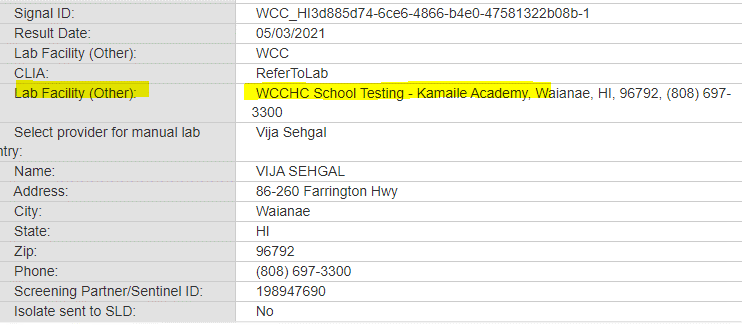 Signal ID: WCC_HI3d885d74-6ce6-4866-b4e0-47581322b08b-1
Result Date: 05/03/2021
Lab Facility (Other): WCC
CLIA: ReferToLab
Lab Facility (Other): WCCHC School Testing - Kamaile Academy, Waianae, HI, 96792, (808) 697-
3300
Select provider for manual lab Vija Sehgal
ntry:
Name: VIJA SEHGAL
Address: 86-260 Farrington Hwy
City: Waianae
State: HI
Zip: 96792
Phone: (808) 697-3300
Screening Partner/Sentinel ID: 198947690
Isolate sent to SLD: No